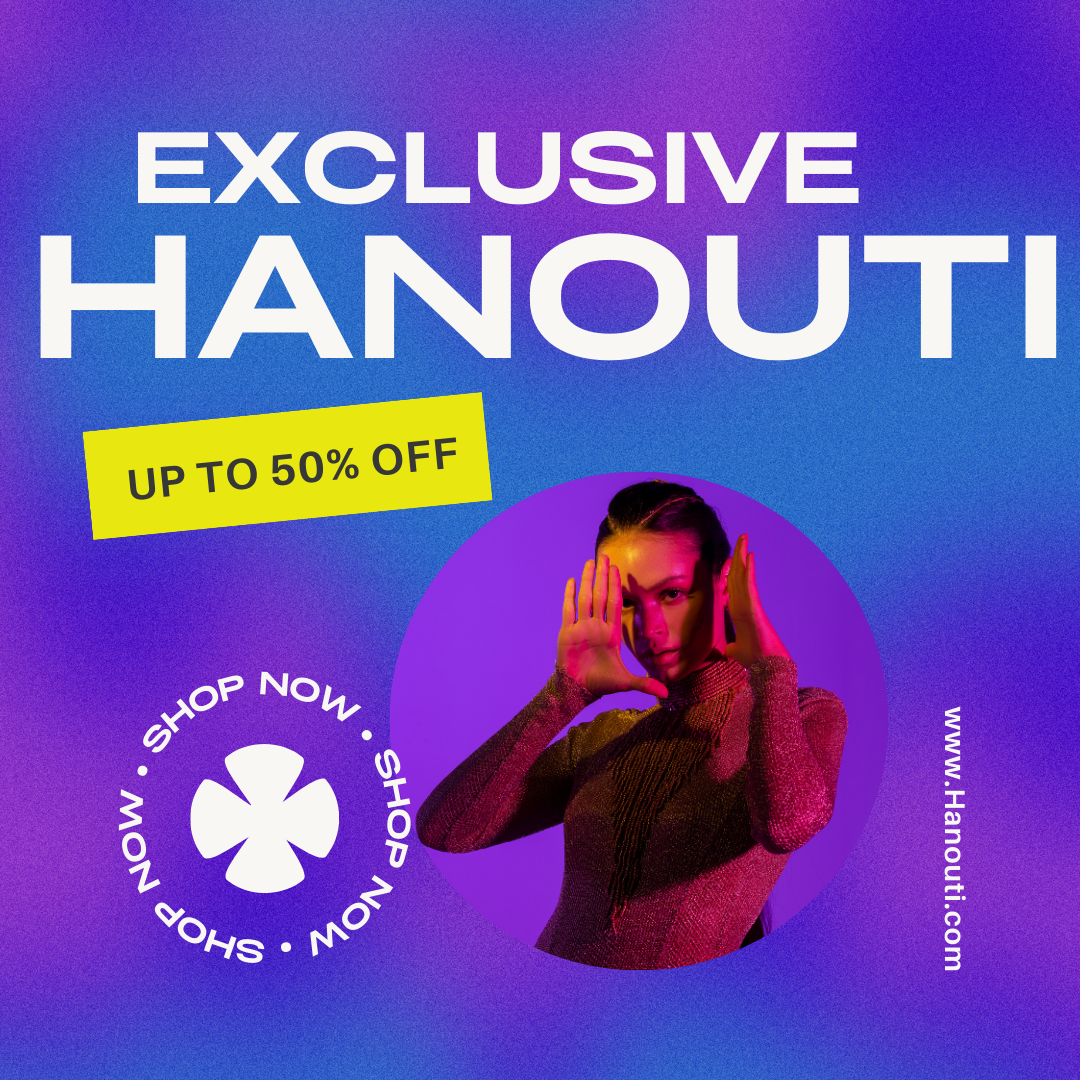 EXCLUSIVE
HANOUTI
UP TO 50% OFF
SHOP NOW • SHOP NOW • SHOP NOW •
www.Hanouti.com